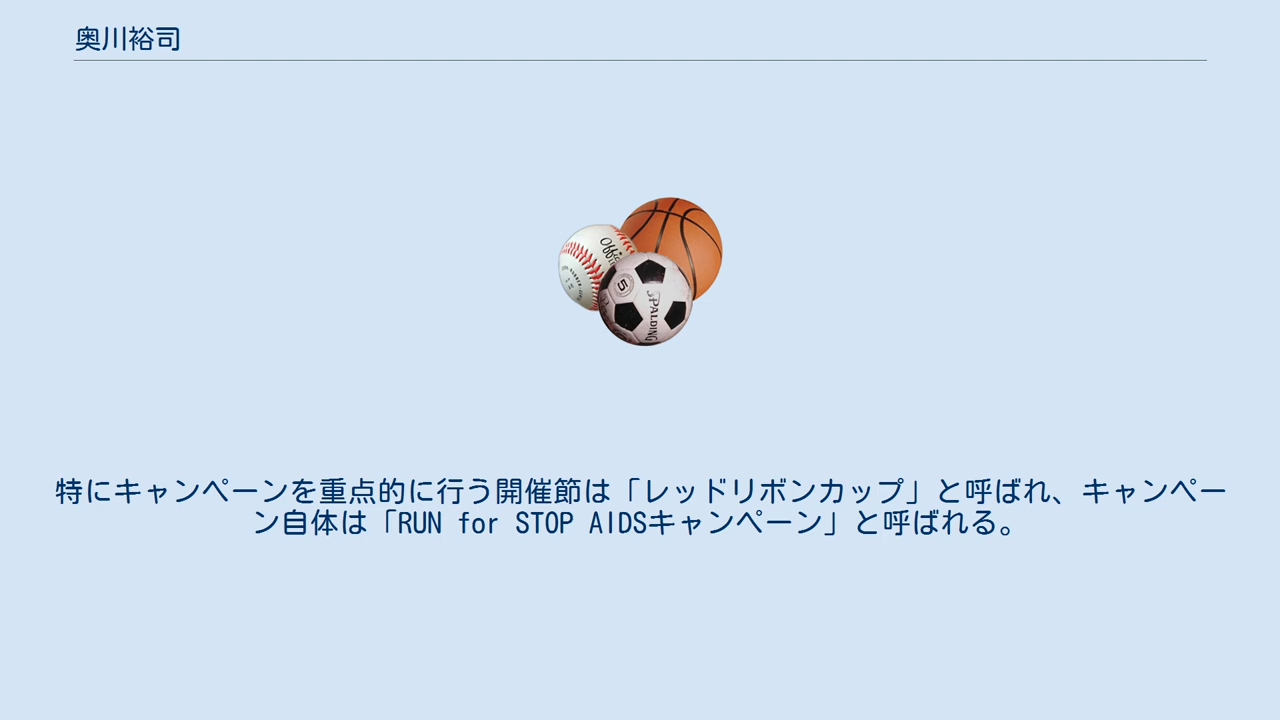 奥川裕司
Offic
5
SPALDING
特にキャンペーンを重点的に行う開催節は「レッドリボンカップ」と呼ばれ、キャンペー
ン自体は「RUN for STOP AIDSキャンペーン」と呼ばれる。